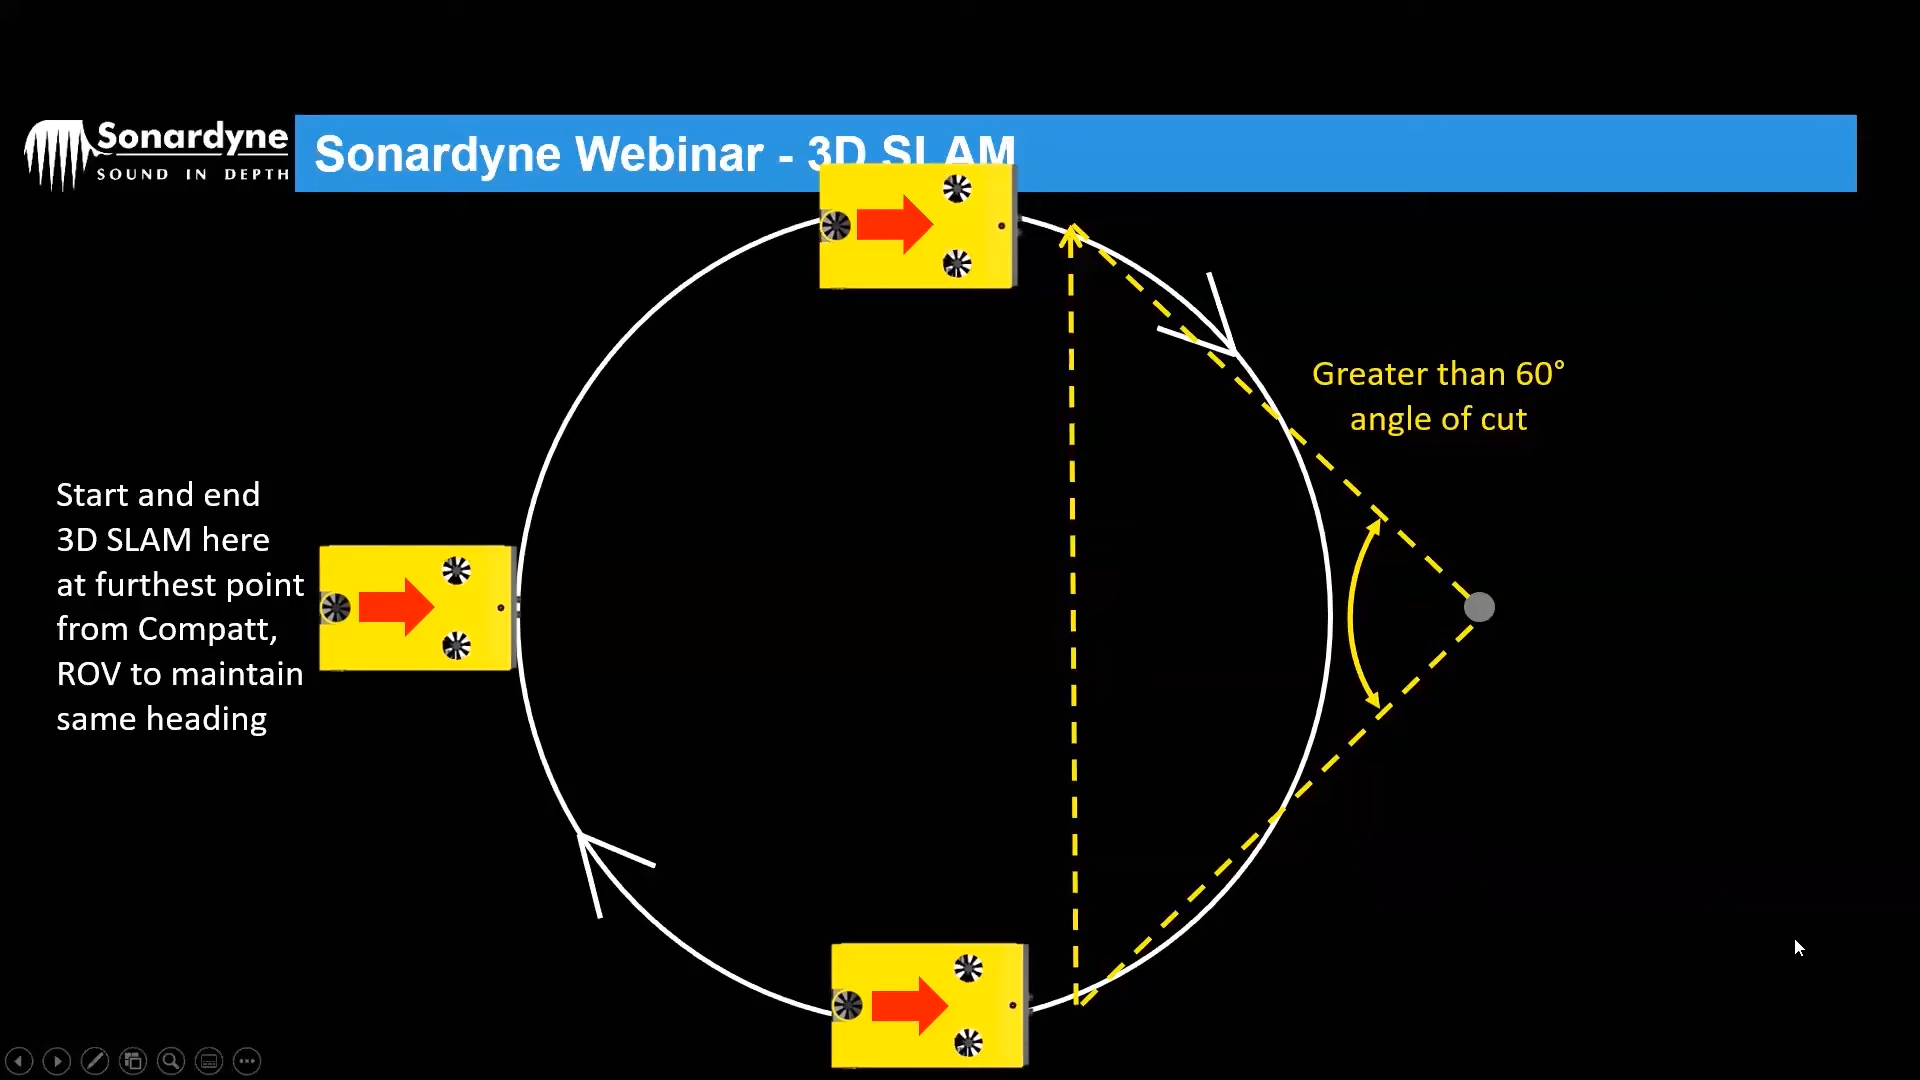 Sonardyne
SOUND IN DEPTH
Sonardyne Webinar - 3D SLAM
Greater than 60°
angle of cut
Start and end
3D SLAM here
at furthest point
from Compatt,
ROV to maintain
same heading